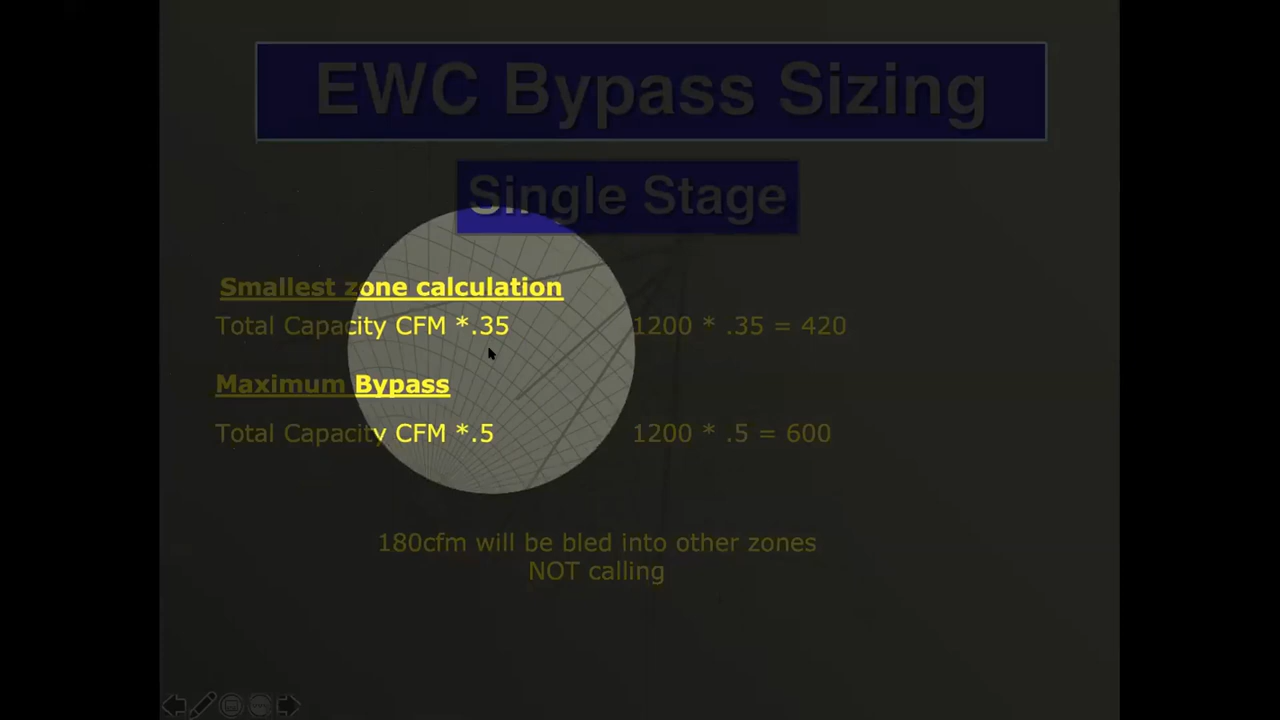 EWC Bypass Sizing
Single Stage
Smallest zone calculation
Total Capacity CFM *.35 1200 * .35 = 420
Maximum Bypass
Total Capacity CFM *.5 1200 * .5 = 600
180cfm will be bled into other zones
NOT calling